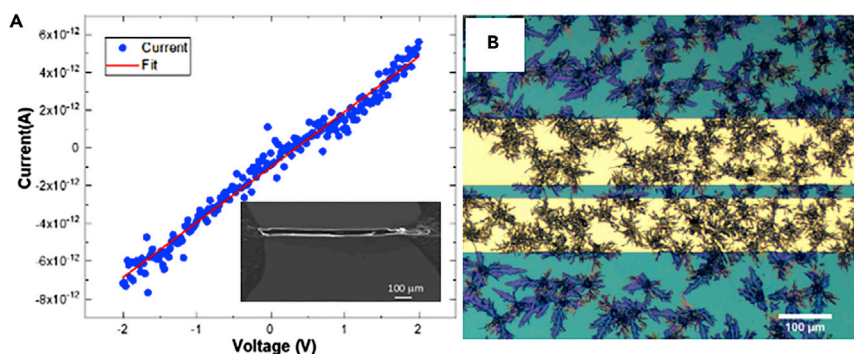 A
Current
Fit
6x10⁻¹²
4x10⁻¹²
2x10⁻¹²
0
-2x10⁻¹²
-4x10⁻¹²
-6x10⁻¹²
-8x10⁻¹²
Current(A)
-2
-1
0
1
2
Voltage (V)
100 µm
B
100 µm